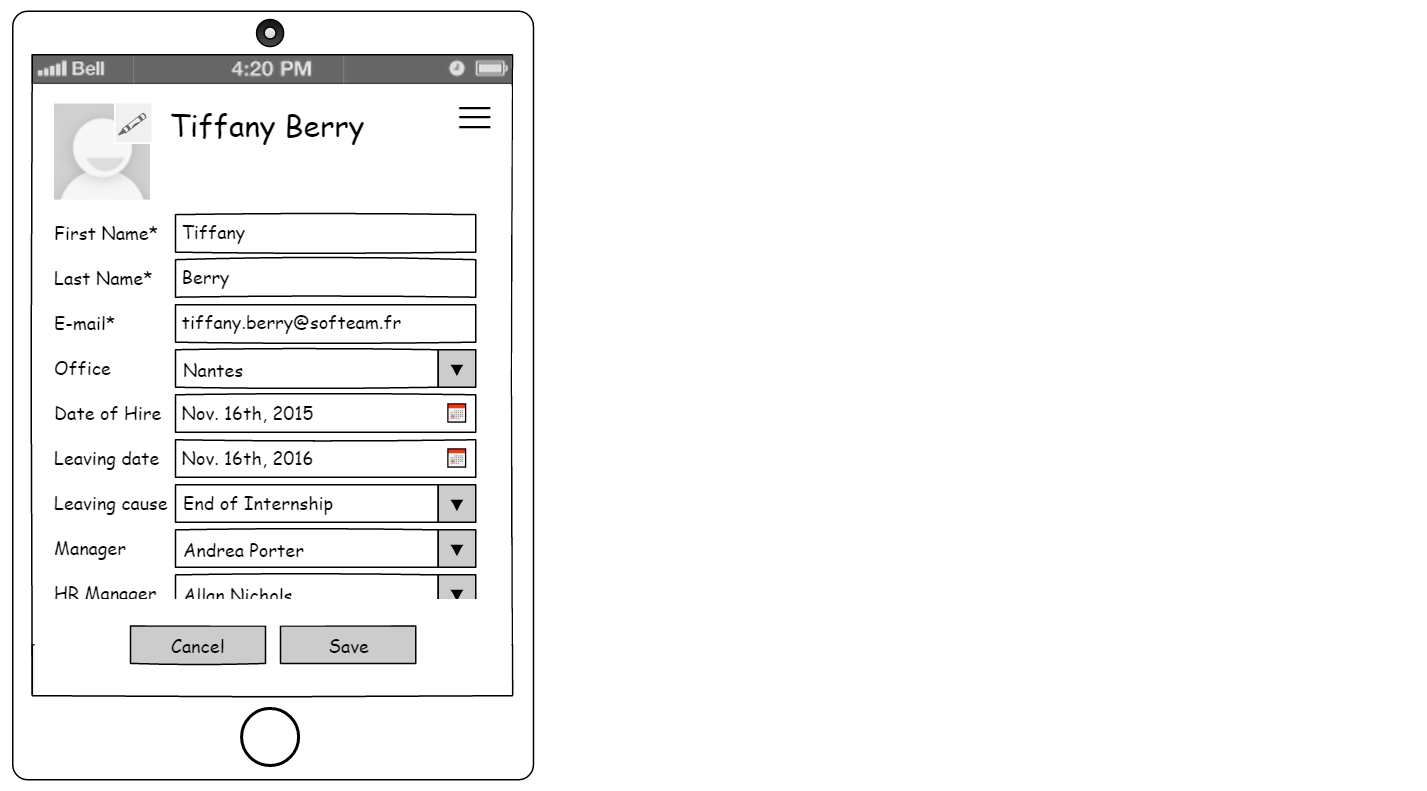 Bell 4:20 PM
Tiffany Berry
First Name* Tiffany
Last Name* Berry
E-mail* tiffany.berry@softeam.fr
Office Nantes
Date of Hire Nov. 16th, 2015
Leaving date Nov. 16th, 2016
Leaving cause End of Internship
Manager Andrea Porter
HR Manager Allan Nichols
Cancel Save